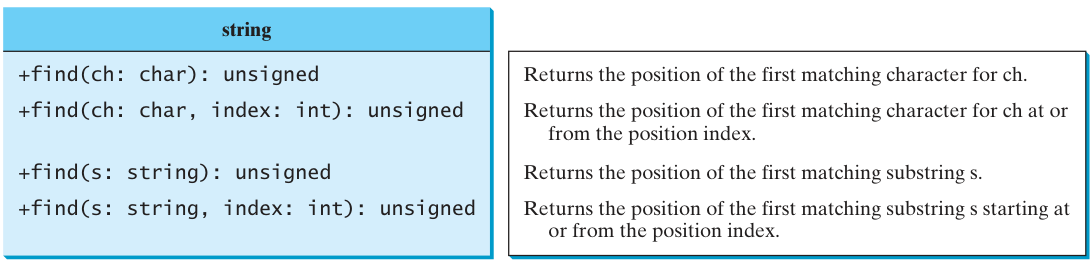 string
+find(ch: char): unsigned
Returns the position of the first matching character for ch.
+find(ch: char, index: int): unsigned
Returns the position of the first matching character for ch at or
from the position index.
+find(s: string): unsigned
Returns the position of the first matching substring s.
+find(s: string, index: int): unsigned
Returns the position of the first matching substring s starting at
or from the position index.